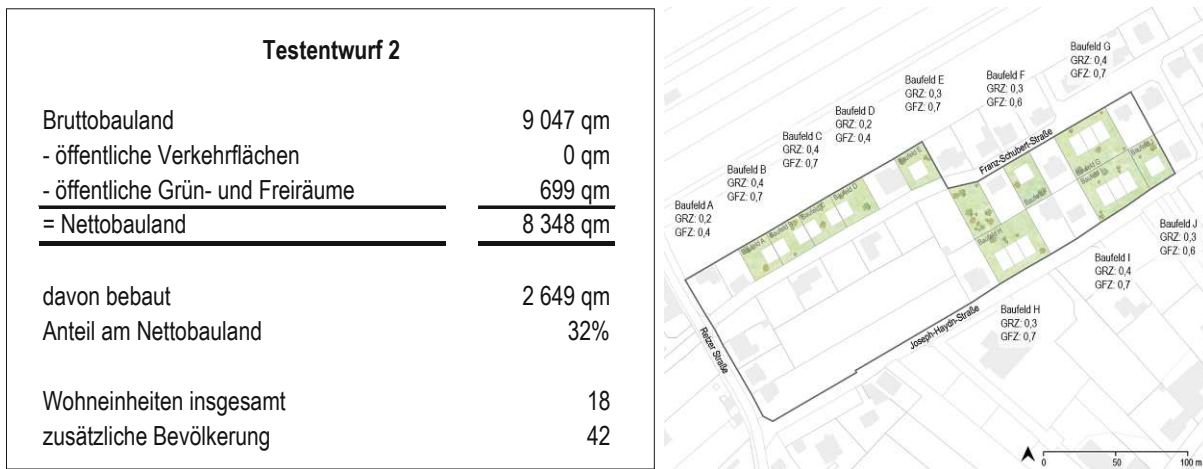 Testentwurf 2
Bruttobauland 9 047 qm
- öffentliche Verkehrflächen 0 qm
- öffentliche Grün- und Freiräume 699 qm
= Nettobauland 8 348 qm
davon bebaut 2 649 qm
Anteil am Nettobauland 32%
Wohneinheiten insgesamt 18
zusätzliche Bevölkerung 42
Baufeld A
GRZ: 0,2
GFZ: 0,4
Baufeld B
GRZ: 0,4
GFZ: 0,7
Baufeld C
GRZ: 0,4
GFZ: 0,7
Baufeld D
GRZ: 0,2
GFZ: 0,4
Baufeld E
GRZ: 0,3
GFZ: 0,7
Baufeld F
GRZ: 0,3
GFZ: 0,6
Baufeld G
GRZ: 0,4
GFZ: 0,7
Baufeld H
GRZ: 0,3
GFZ: 0,7
Baufeld I
GRZ: 0,4
GFZ: 0,7
Baufeld J
GRZ: 0,3
GFZ: 0,6
Baufeld A
Baufeld D
Baufeld E
Baufeld G
Baufeld H
Franz-Schubert-Straße
Joseph-Haydn-Straße
Retzer Straße
0 50 100 m